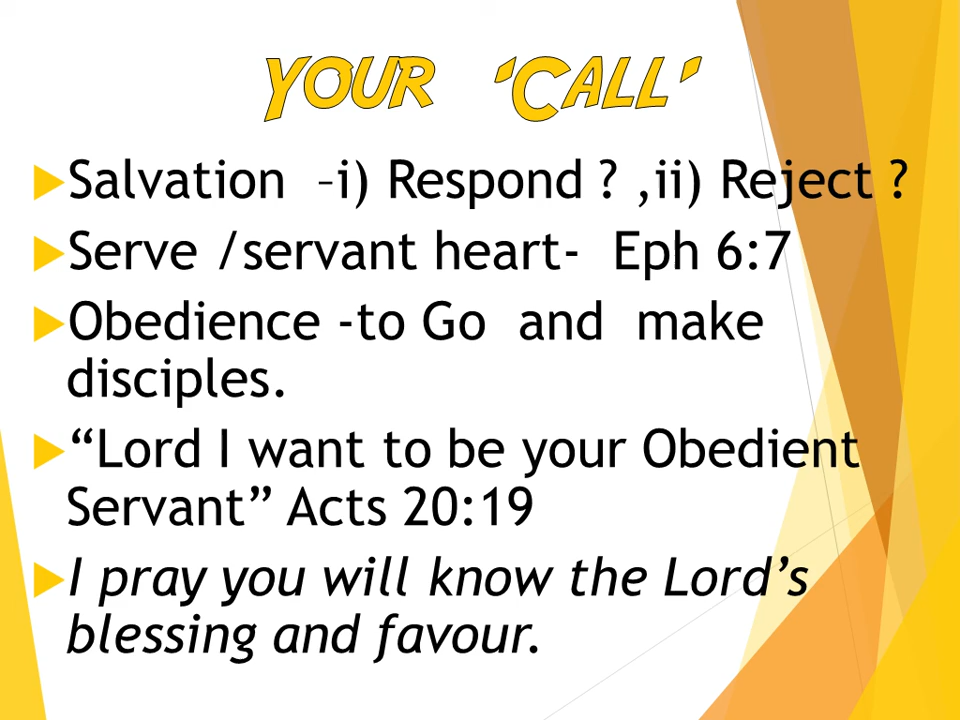 YOUR ‘CALL’
Salvation –i) Respond ? ,ii) Reject ?
Serve /servant heart- Eph 6:7
Obedience -to Go and make
disciples.
“Lord I want to be your Obedient
Servant” Acts 20:19
I pray you will know the Lord’s
blessing and favour.